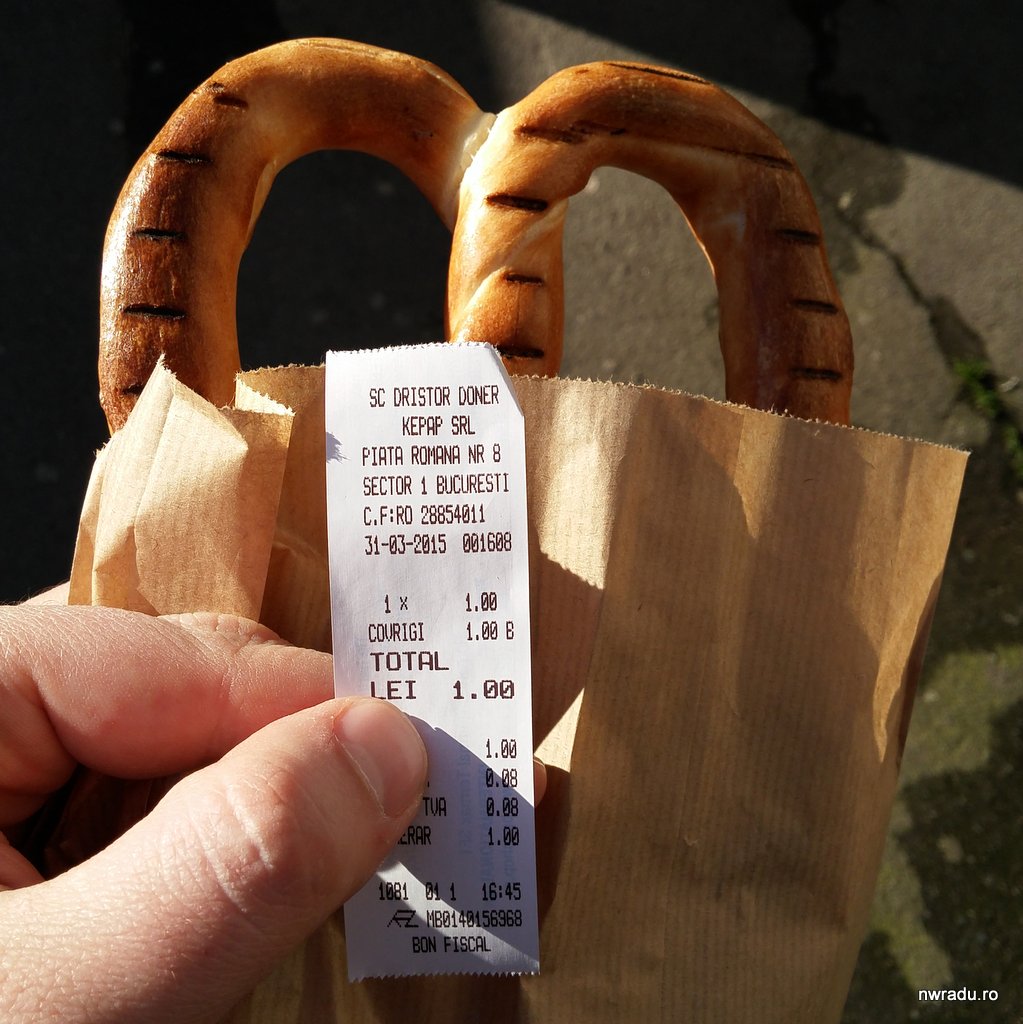 SC DRISTOR DONER
KEPAP SRL
PIATA ROMANA NR 8
SECTOR 1 BUCURESTI
C.F:RO 28854011
31-03-2015 001608
1 x 1.00
COVRIGI 1.00 B
TOTAL
LEI 1.00
1.00
0.08
TVA 0.08
1.00
1081 01 1 16:45
MB0140156968
BON FISCAL
nwradu.ro